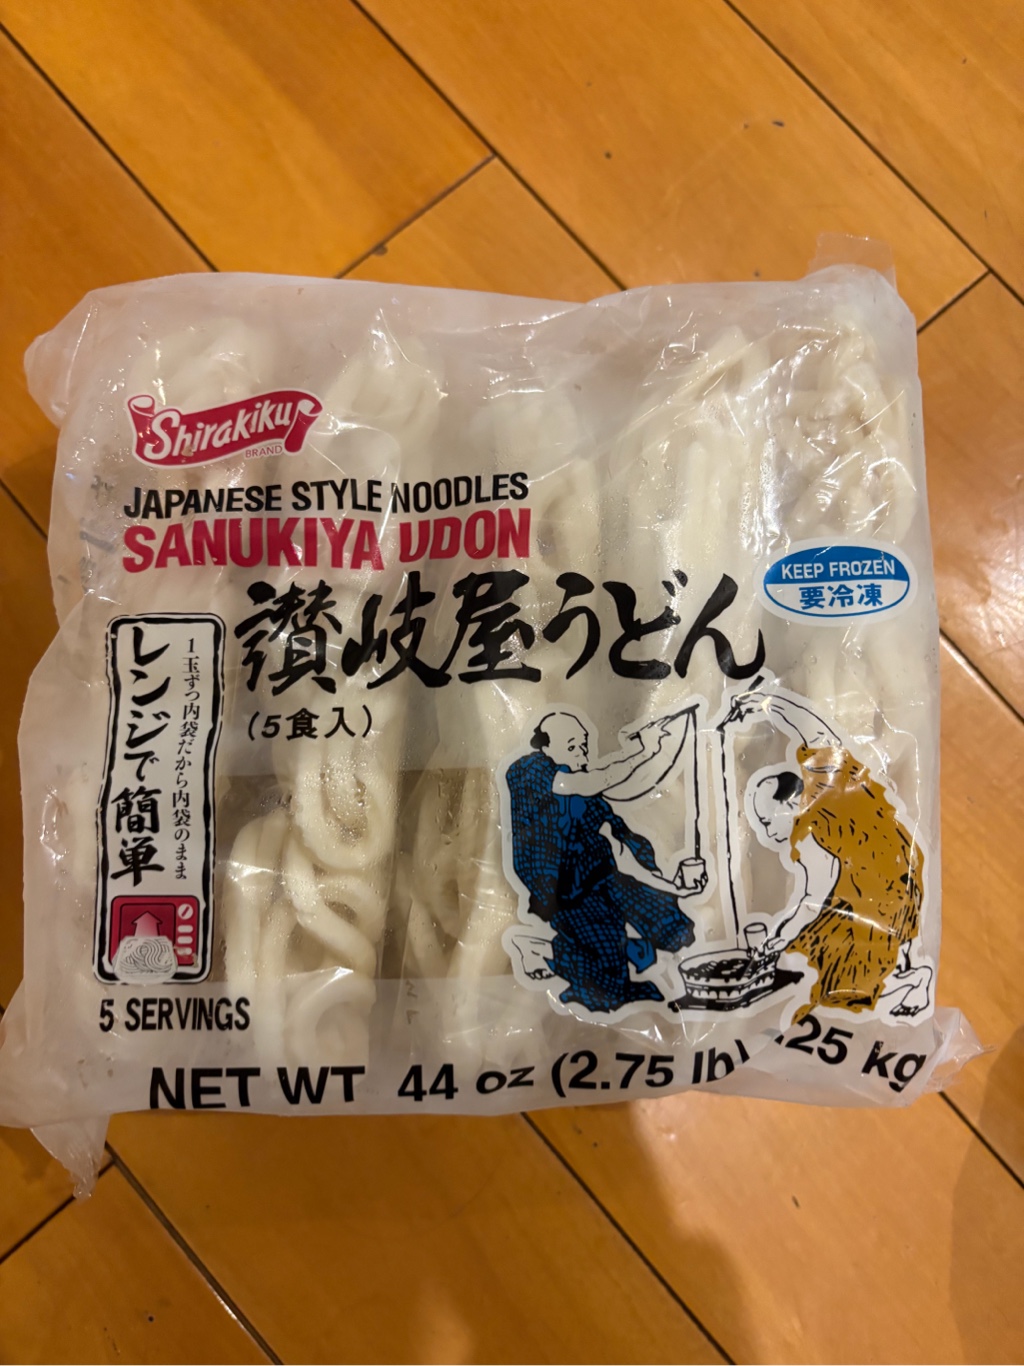 Shirakiku
BRAND
JAPANESE STYLE NOODLES
SANUKIYA UDON
讃岐屋うどん
(5食入)
KEEP FROZEN
要冷凍
1玉ずつ内袋だから内袋のまま
レンジで簡単
5 SERVINGS
NET WT 44 oz (2.75 lb) .25 kg